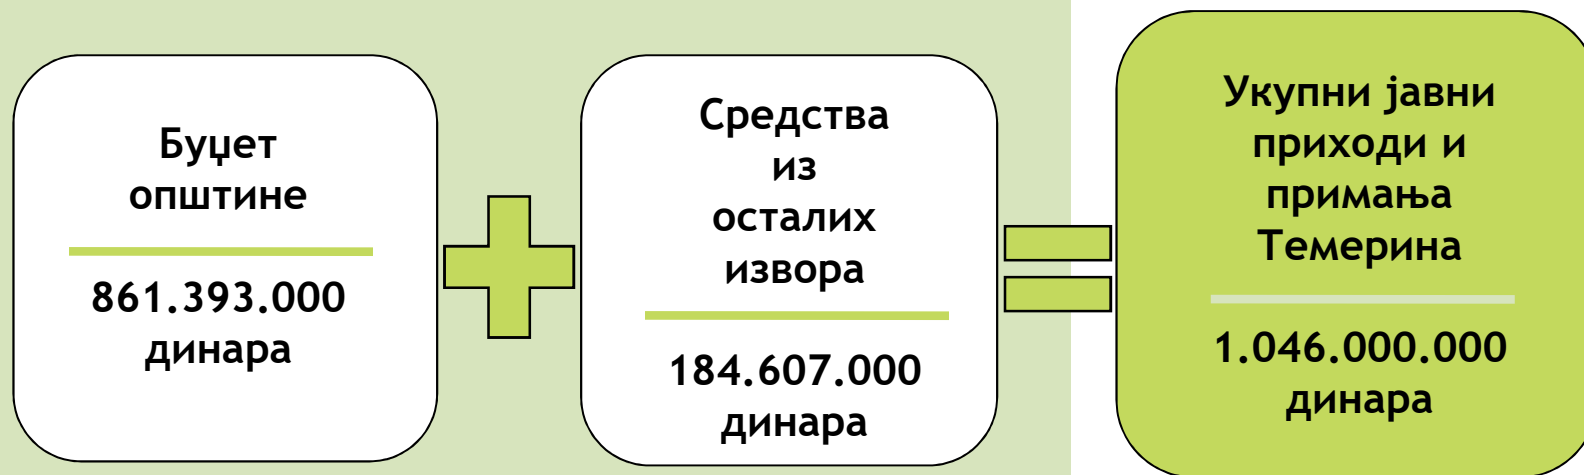 Буџет
општине
861.393.000
динара
Средства
из
осталих
извора
184.607.000
динара
Укупни јавни
приходи и
примања
Темерина
1.046.000.000
динара